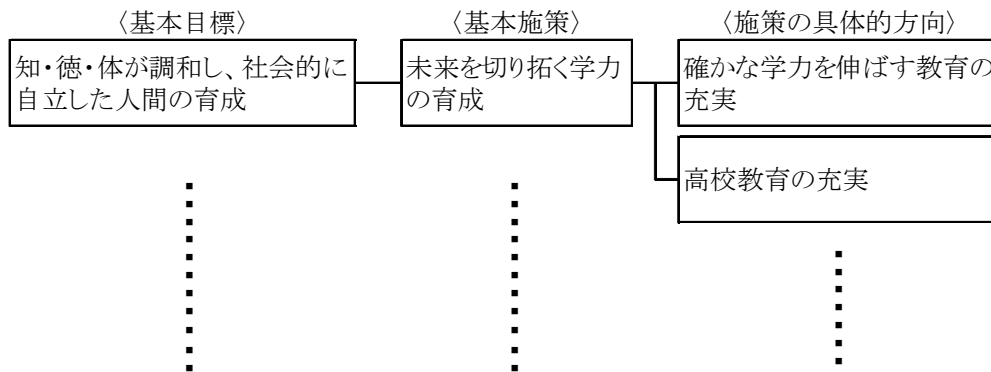 〈基本目標〉
知・徳・体が調和し、社会的に
自立した人間の育成
〈基本施策〉
未来を切り拓く学力
の育成
〈施策の具体的方向〉
確かな学力を伸ばす教育の
充実
高校教育の充実